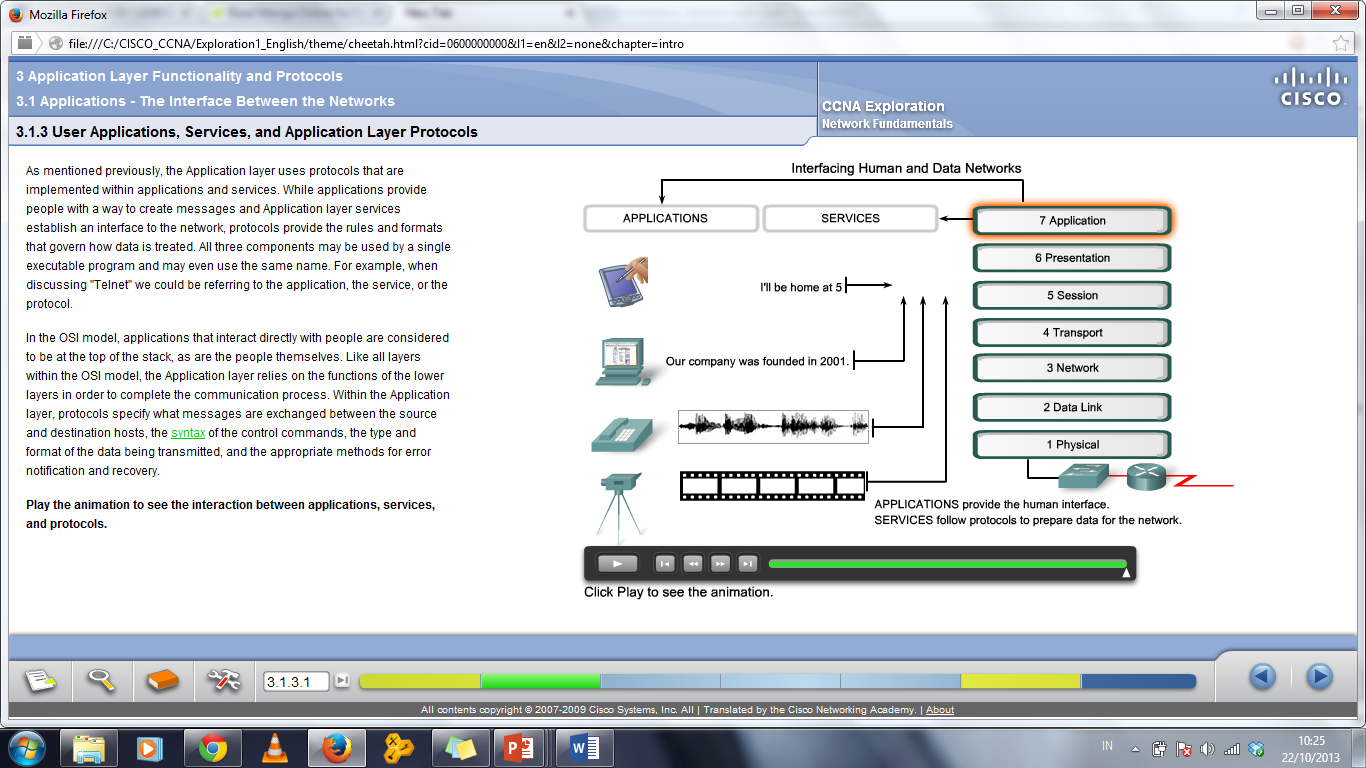 Mozilla Firefox
file:///C:/CISCO_CCNA/Exploration1_English/theme/cheetah.html?cid=0600000000&l1=en&l2=none&chapter=intro
3 Application Layer Functionality and Protocols
3.1 Applications - The Interface Between the Networks
3.1.3 User Applications, Services, and Application Layer Protocols
CCNA Exploration
Network Fundamentals
CISCO
As mentioned previously, the Application layer uses protocols that are
implemented within applications and services. While applications provide
people with a way to create messages and Application layer services
establish an interface to the network, protocols provide the rules and formats
that govern how data is treated. All three components may be used by a single
executable program and may even use the same name. For example, when
discussing "Telnet" we could be referring to the application, the service, or the
protocol.
In the OSI model, applications that interact directly with people are considered
to be at the top of the stack, as are the people themselves. Like all layers
within the OSI model, the Application layer relies on the functions of the lower
layers in order to complete the communication process. Within the Application
layer, protocols specify what messages are exchanged between the source
and destination hosts, the syntax of the control commands, the type and
format of the data being transmitted, and the appropriate methods for error
notification and recovery.
Play the animation to see the interaction between applications, services,
and protocols.
Interfacing Human and Data Networks
APPLICATIONS
SERVICES
7 Application
6 Presentation
5 Session
4 Transport
3 Network
2 Data Link
1 Physical
I'll be home at 5
Our company was founded in 2001.
APPLICATIONS provide the human interface.
SERVICES follow protocols to prepare data for the network.
Click Play to see the animation.
3.1.3.1
All contents copyright © 2007-2009 Cisco Systems, Inc. All | Translated by the Cisco Networking Academy. | About
IN
10:25
22/10/2013